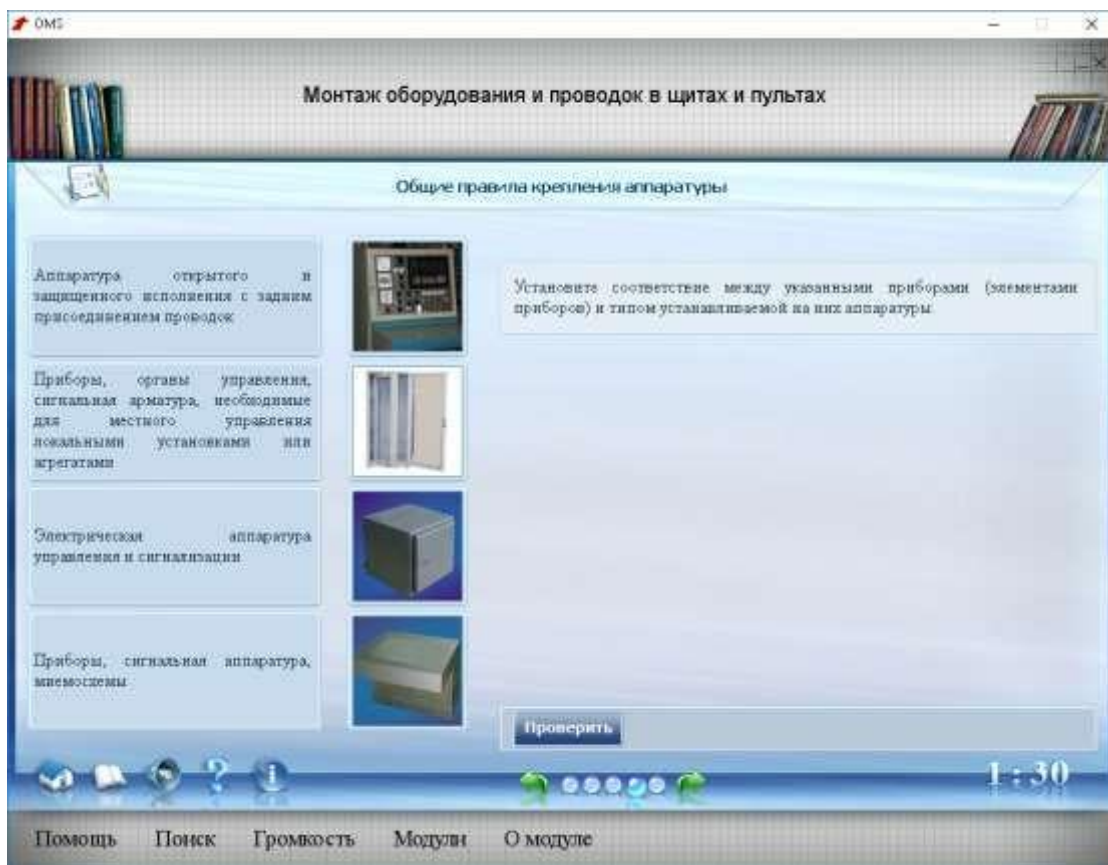 OMS
Монтаж оборудования и проводок в щитах и пультах
Общие правила крепления аппаратуры
Аппаратура открытого и
защищенного исполнения с задним
присоединением проводок
Приборы, органы управления,
сигнальная арматура, необходимые
для местного управления
локальными установками или
агрегатами
Электрическая аппаратура
управления и сигнализации
Приборы, сигнальная аппаратура,
мнемосхемы
Установите соответствие между указанными приборами (элементами
приборов) и типом устанавливаемой на них аппаратуры
Проверить
1 : 30
Помощь Поиск Громкость Модули О модуле